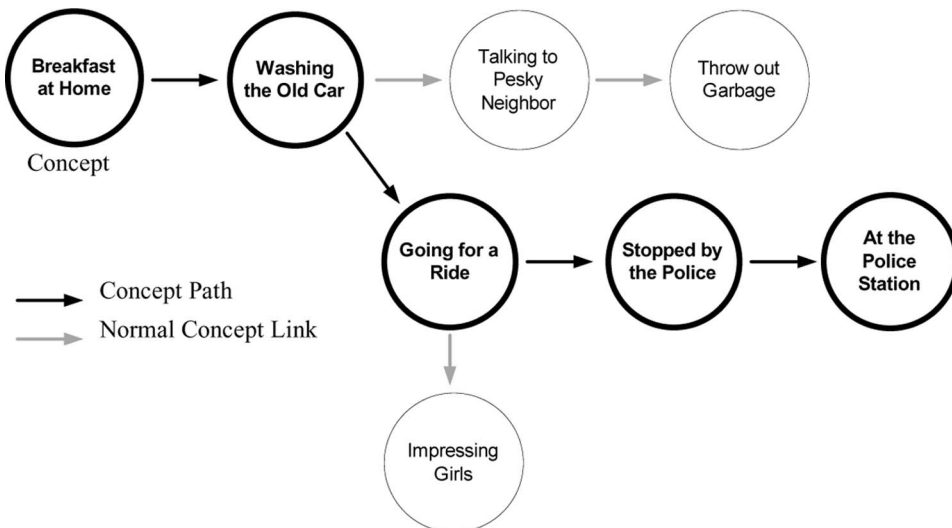 Breakfast
at Home
Washing
the Old Car
Talking to
Pesky
Neighbor
Throw out
Garbage
Concept
Going for a
Ride
Stopped by
the Police
At the
Police
Station
Concept Path
Normal Concept Link
Impressing
Girls